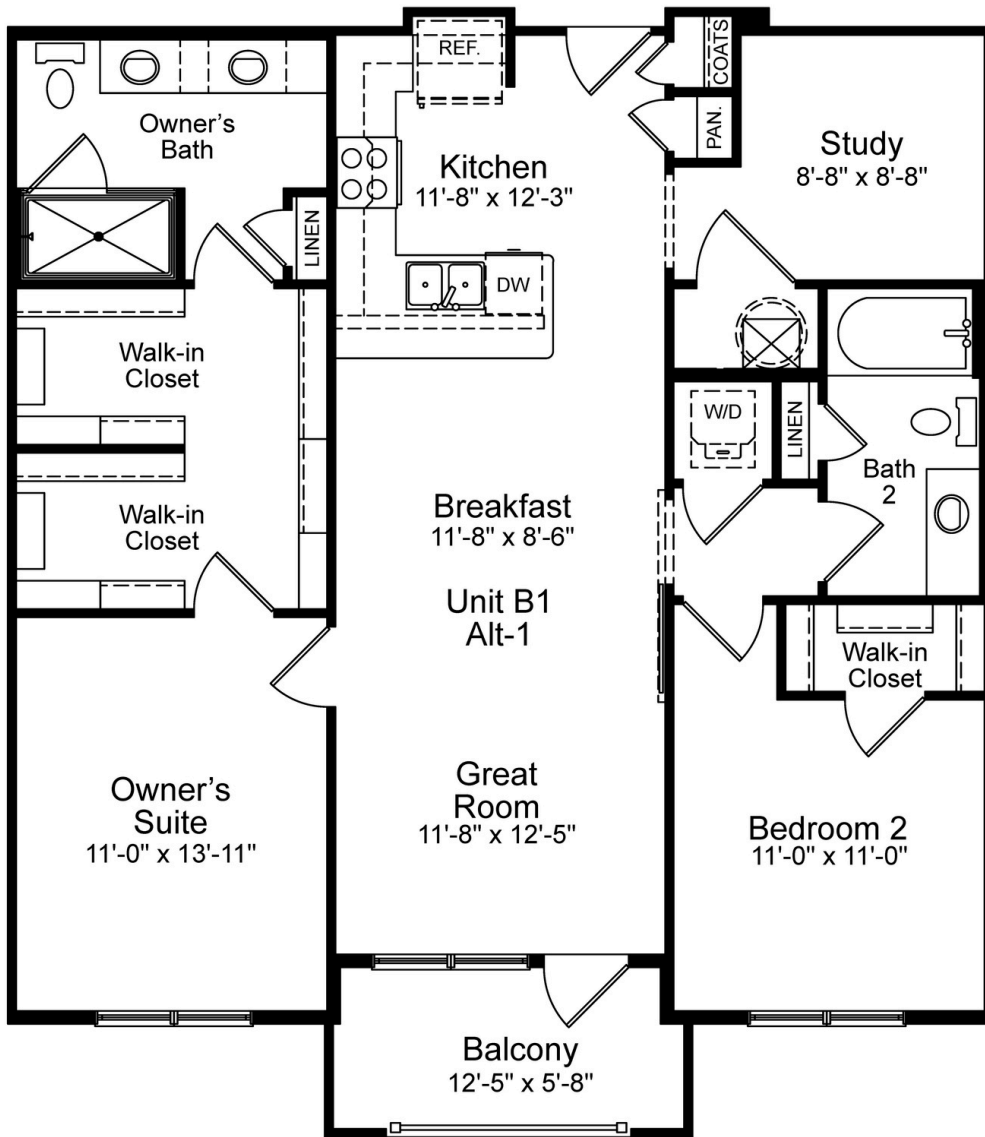 REF.
COATS
PAN.
Owner's
Bath
Kitchen
11'-8" x 12'-3"
Study
8'-8" x 8'-8"
LINEN
DW
Walk-in
Closet
W/D
LINEN
Bath
2
Breakfast
11'-8" x 8'-6"
Walk-in
Closet
Unit B1
Alt-1
Walk-in
Closet
Owner's
Suite
11'-0" x 13'-11"
Great
Room
11'-8" x 12'-5"
Bedroom 2
11'-0" x 11'-0"
Balcony
12'-5" x 5'-8"